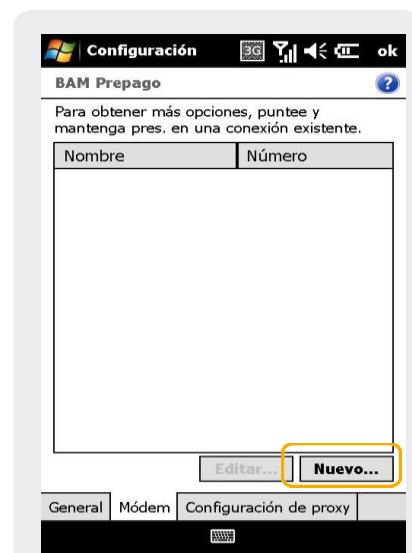 Configuración 3G ok
BAM Prepago ?
Para obtener más opciones, puntee y
mantenga pres. en una conexión existente.
Nombre Número
Editar... Nuevo...
General Módem Configuración de proxy